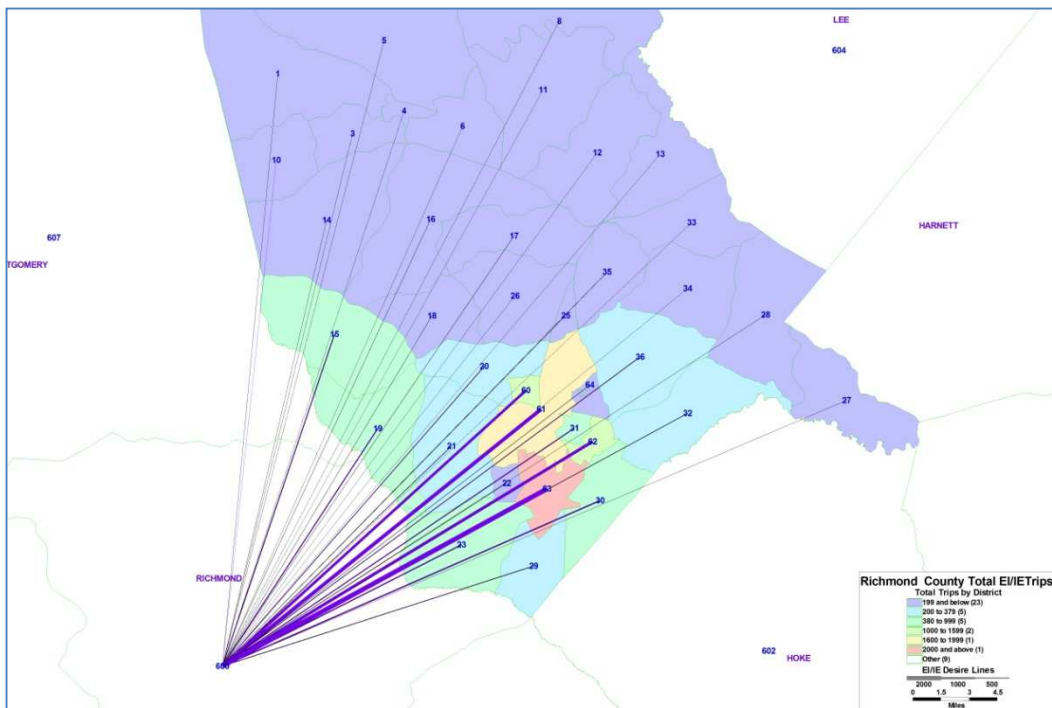 LEE
8
5
604
1
11
4
6
3
12
13
10
14
16
33
HARNETT
17
607
TGOMERY
35
34
26
28
18
25
15
36
20
64
60
27
61
32
19
31
62
21
22
63
30
23
29
RICHMOND
602
HOKE
Richmond County Total EI/IETrips
Total Trips by District
199 and below (23)
200 to 379 (5)
380 to 999 (5)
1000 to 1599 (2)
1600 to 1999 (1)
2000 and above (1)
Other (9)
EI/IE Desire Lines
2000 1000 500
0 1.5 3 4.5
Miles